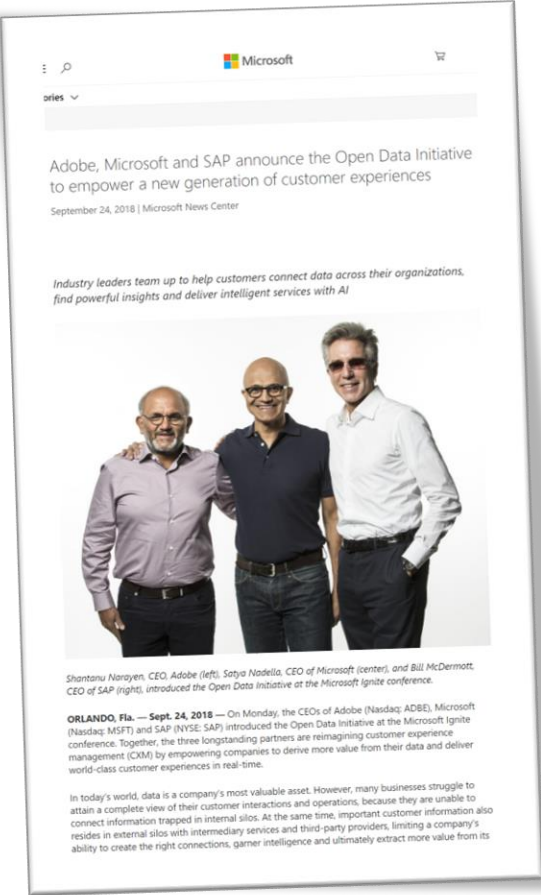 Microsoft
ories
Adobe, Microsoft and SAP announce the Open Data Initiative
to empower a new generation of customer experiences
September 24, 2018 | Microsoft News Center
Industry leaders team up to help customers connect data across their organizations,
find powerful insights and deliver intelligent services with AI
Shantanu Narayen, CEO, Adobe (left), Satya Nadella, CEO of Microsoft (center), and Bill McDermott,
CEO of SAP (right), introduced the Open Data Initiative at the Microsoft Ignite conference.
ORLANDO, Fla. — Sept. 24, 2018 — On Monday, the CEOs of Adobe (Nasdaq: ADBE), Microsoft
(Nasdaq: MSFT) and SAP (NYSE: SAP) introduced the Open Data Initiative at the Microsoft Ignite
conference. Together, the three longstanding partners are reimagining customer experience
management (CXM) by empowering companies to derive more value from their data and deliver
world-class customer experiences in real-time.
In today's world, data is a company's most valuable asset. However, many businesses struggle to
attain a complete view of their customer interactions and operations, because they are unable to
connect information trapped in internal silos. At the same time, important customer information also
resides in external silos with intermediary services and third-party providers, limiting a company's
ability to create the right connections, garner intelligence and ultimately extract more value from its